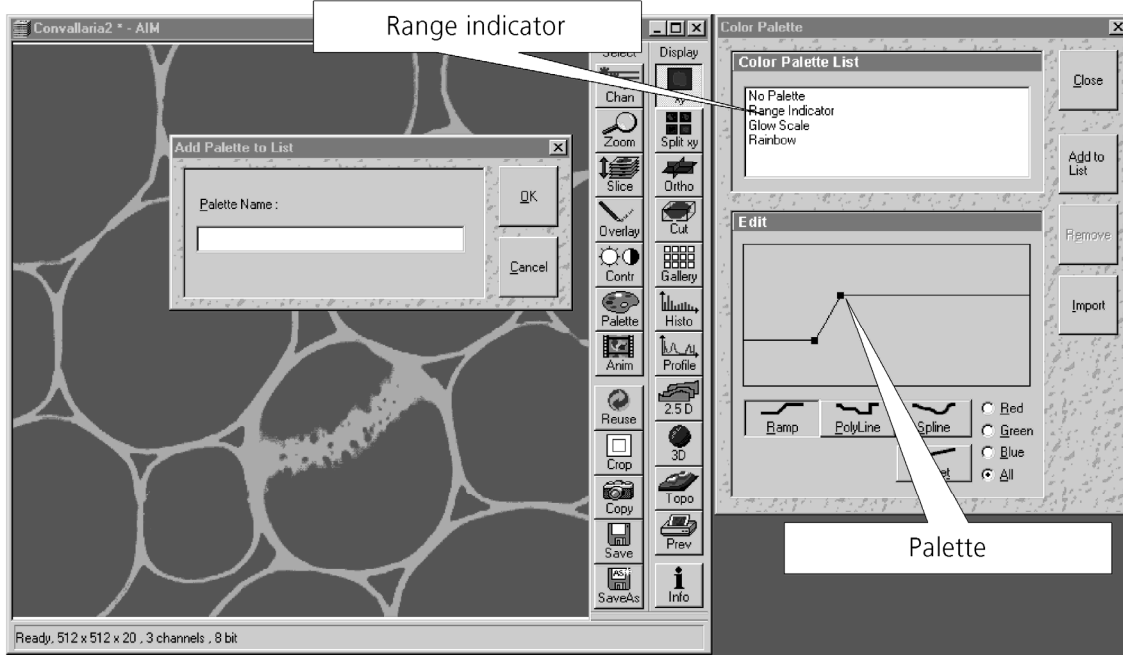 Range indicator
Convallaria2 * - AIM
Select
Display
Chan
xy
Zoom
Split xy
Slice
Ortho
Overlay
Cut
Contr
Gallery
Palette
Histo
Anim
Profile
Reuse
2.5 D
Crop
3D
Copy
Topo
Save
Prev
AS
SaveAs
Info
Add Palette to List
Palette Name :
OK
Cancel
Ready, 512 x 512 x 20 , 3 channels , 8 bit
Color Palette
Color Palette List
No Palette
Range Indicator
Glow Scale
Rainbow
Close
Add to
List
Remove
Import
Edit
Ramp
PolyLine
Spline
Red
Green
Blue
All
Palette